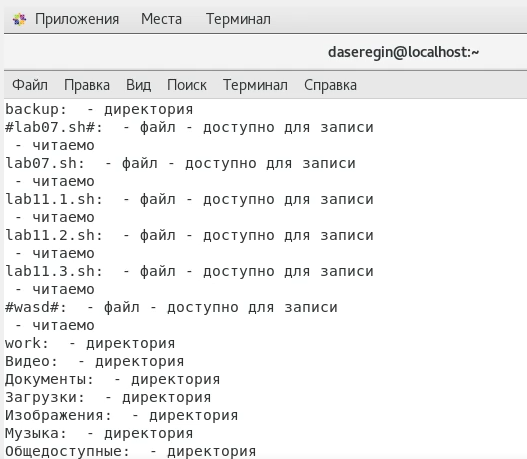 Приложения Места Терминал
daseregin@localhost:~
Файл Правка Вид Поиск Терминал Справка
backup:  - директория
#lab07.sh#:  - файл - доступно для записи
 - читаемо
lab07.sh:  - файл - доступно для записи
 - читаемо
lab11.1.sh:  - файл - доступно для записи
 - читаемо
lab11.2.sh:  - файл - доступно для записи
 - читаемо
lab11.3.sh:  - файл - доступно для записи
 - читаемо
#wasd#:  - файл - доступно для записи
 - читаемо
work:  - директория
Видео:  - директория
Документы:  - директория
Загрузки:  - директория
Изображения:  - директория
Музыка:  - директория
Общедоступные:  - директория